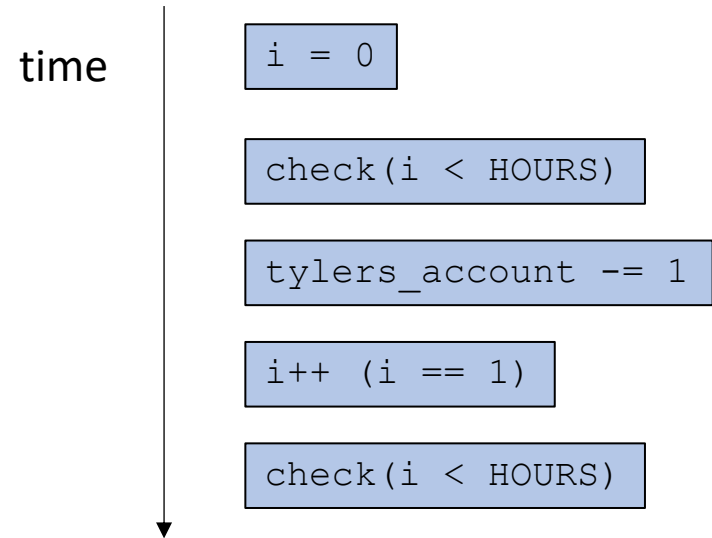 time
i = 0
check(i < HOURS)
tylers_account -= 1
i++ (i == 1)
check(i < HOURS)